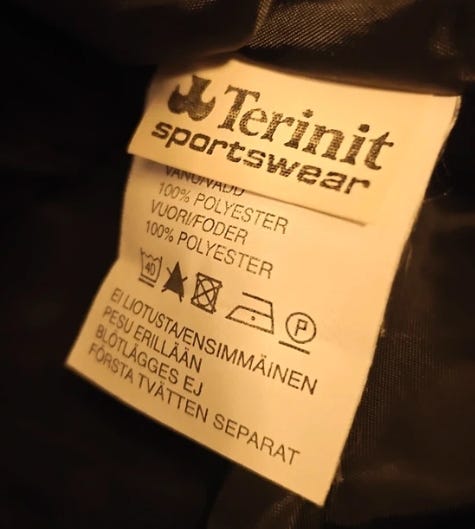 Terinit
sportswear
VANU/VADD
100% POLYESTER
VUORI/FODER
100% POLYESTER
40 P
EI LIOTUSTA/ENSIMMÄINEN
PESU ERILLÄÄN
BLÖTLÄGGES EJ
FÖRSTA TVÄTTEN SEPARAT